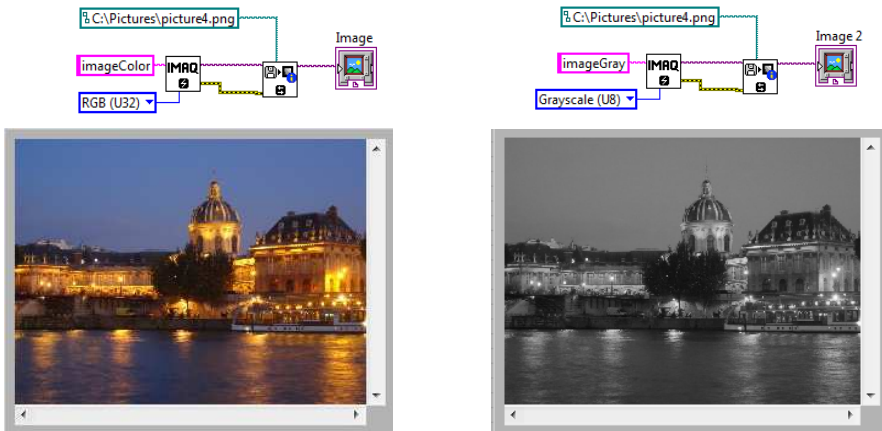 C:\Pictures\picture4.png
Image
imageColor
IMAQ
RGB (U32)
C:\Pictures\picture4.png
Image 2
imageGray
IMAQ
Grayscale (U8)